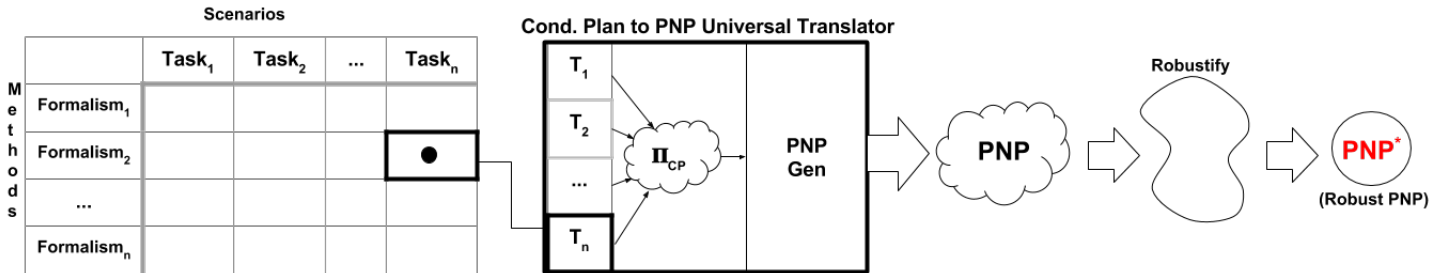 Scenarios
Task1 Task2 ... Taskn
Methods
Formalism1
Formalism2
...
Formalismn
Cond. Plan to PNP Universal Translator
T1
T2
...
Tn
ΠCP
PNP
Gen
PNP
Robustify
PNP*
(Robust PNP)